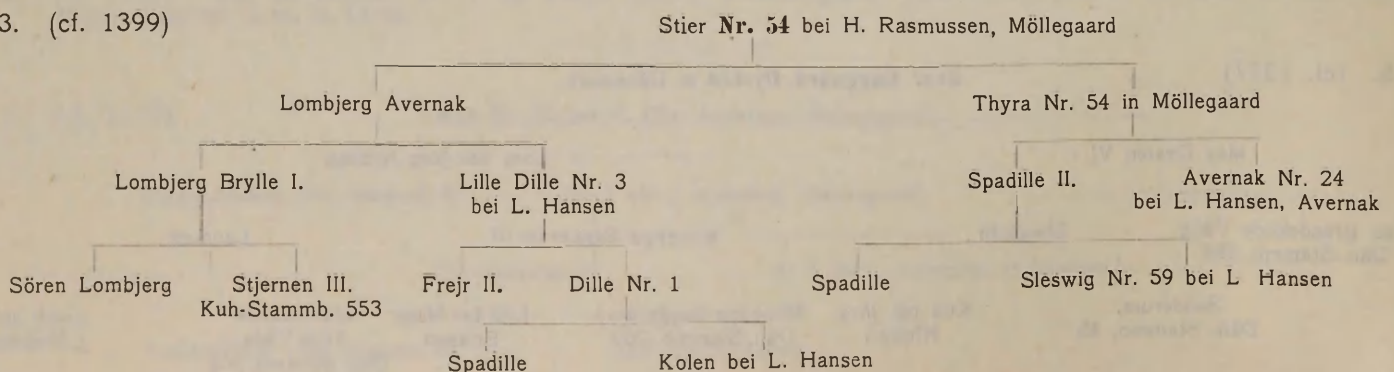 3. (cf. 1399)
Stier Nr. 54 bei H. Rasmussen, Möllegaard
Lombjerg Avernak
Thyra Nr. 54 in Möllegaard
Lombjerg Brylle I.
Lille Dille Nr. 3
bei L. Hansen
Spadille II.
Avernak Nr. 24
bei L. Hansen, Avernak
Sören Lombjerg
Stjernen III.
Kuh-Stammb. 553
Frejr II.
Dille Nr. 1
Spadille
Sleswig Nr. 59 bei L Hansen
Spadille
Kolen bei L. Hansen